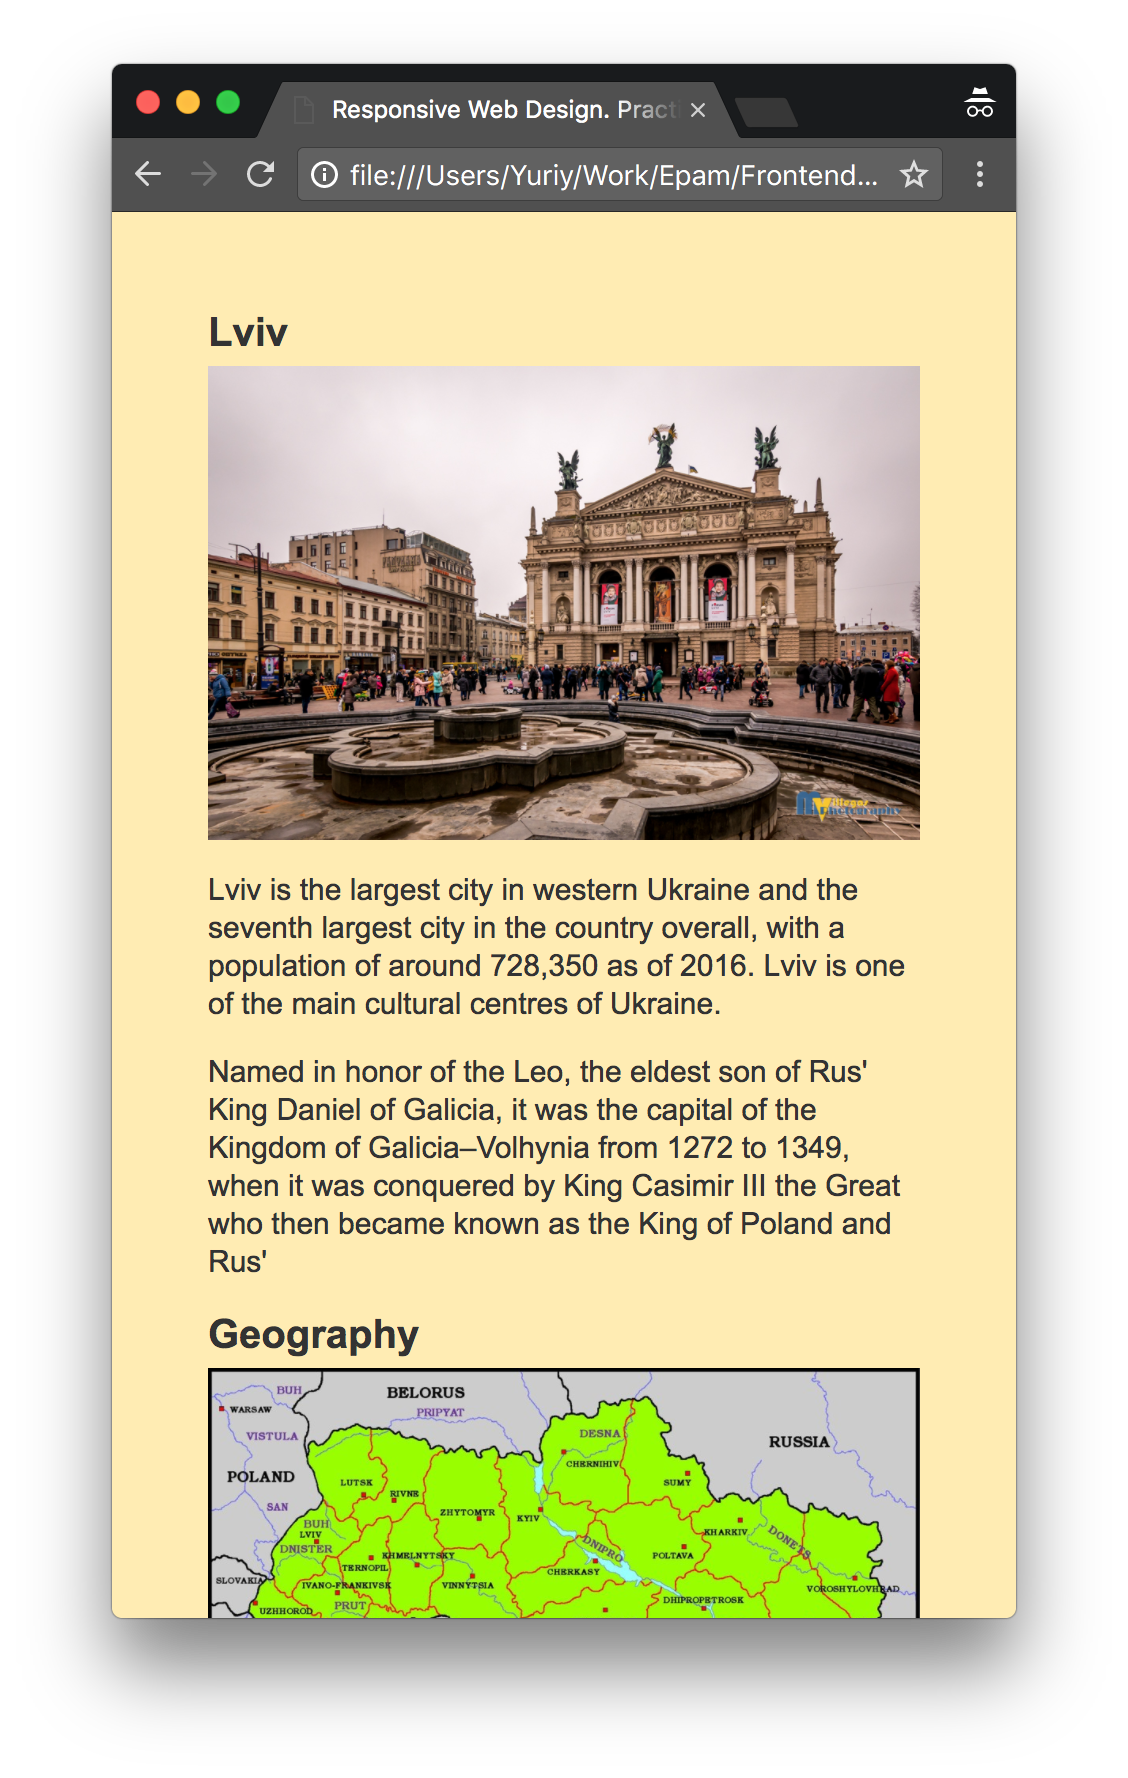 Responsive Web Design. Practi
file:///Users/Yuriy/Work/Epam/Frontend...
Lviv
Lviv is the largest city in western Ukraine and the
seventh largest city in the country overall, with a
population of around 728,350 as of 2016. Lviv is one
of the main cultural centres of Ukraine.
Named in honor of the Leo, the eldest son of Rus'
King Daniel of Galicia, it was the capital of the
Kingdom of Galicia–Volhynia from 1272 to 1349,
when it was conquered by King Casimir III the Great
who then became known as the King of Poland and
Rus'
Geography
BUH
BELORUS
WARSAW
PRIPYAT
VISTULA
DESNA
RUSSIA
CHERNIHIV
POLAND
LUTSK
SUMY
RIVNE
SAN
ZHYTOMYR
KYIV
BUH
LVIV
KHARKIV
DONETS
DNISTER
DNIPRO
KHMELNYTSKY
POLTAVA
TERNOPIL
CHERKASY
SLOVAKIA
IVANO-FRANKIVSK
VINNYTSIA
VOROSHYLOVHRAD
DHIPROPETROSK
UZHHOROD
PRUT